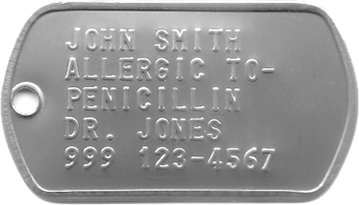 JOHN SMITH
ALLERGIC TO-
PENICILLIN
DR. JONES
999 123-4567